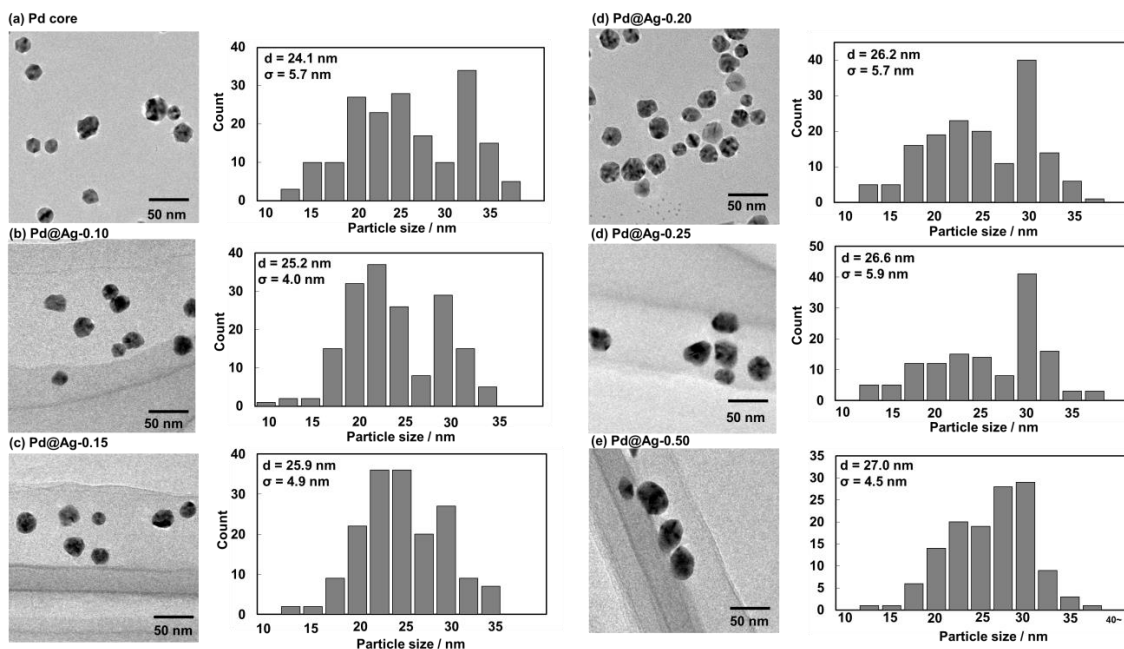 (a) Pd core
50 nm
d = 24.1 nm
σ = 5.7 nm
Count
40
30
20
10
0
10 15 20 25 30 35
Particle size / nm
(b) Pd@Ag-0.10
50 nm
d = 25.2 nm
σ = 4.0 nm
Count
40
30
20
10
0
10 15 20 25 30 35
Particle size / nm
(c) Pd@Ag-0.15
50 nm
d = 25.9 nm
σ = 4.9 nm
Count
40
30
20
10
0
10 15 20 25 30 35
Particle size / nm
(d) Pd@Ag-0.20
50 nm
d = 26.2 nm
σ = 5.7 nm
Count
40
30
20
10
0
10 15 20 25 30 35
Particle size / nm
(d) Pd@Ag-0.25
50 nm
d = 26.6 nm
σ = 5.9 nm
Count
50
40
30
20
10
0
10 15 20 25 30 35
Particle size / nm
(e) Pd@Ag-0.50
50 nm
d = 27.0 nm
σ = 4.5 nm
Count
35
30
25
20
15
10
5
0
10 15 20 25 30 35 40~
Particle size / nm